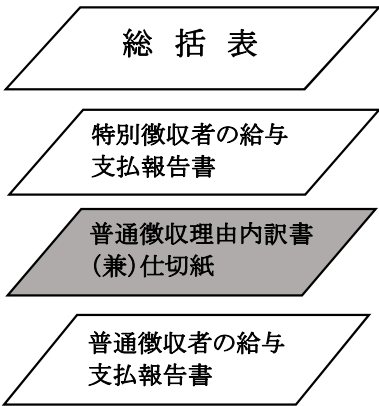 総 括 表
特別徴収者の給与
支払報告書
普通徴収理由内訳書
(兼)仕切紙
普通徴収者の給与
支払報告書